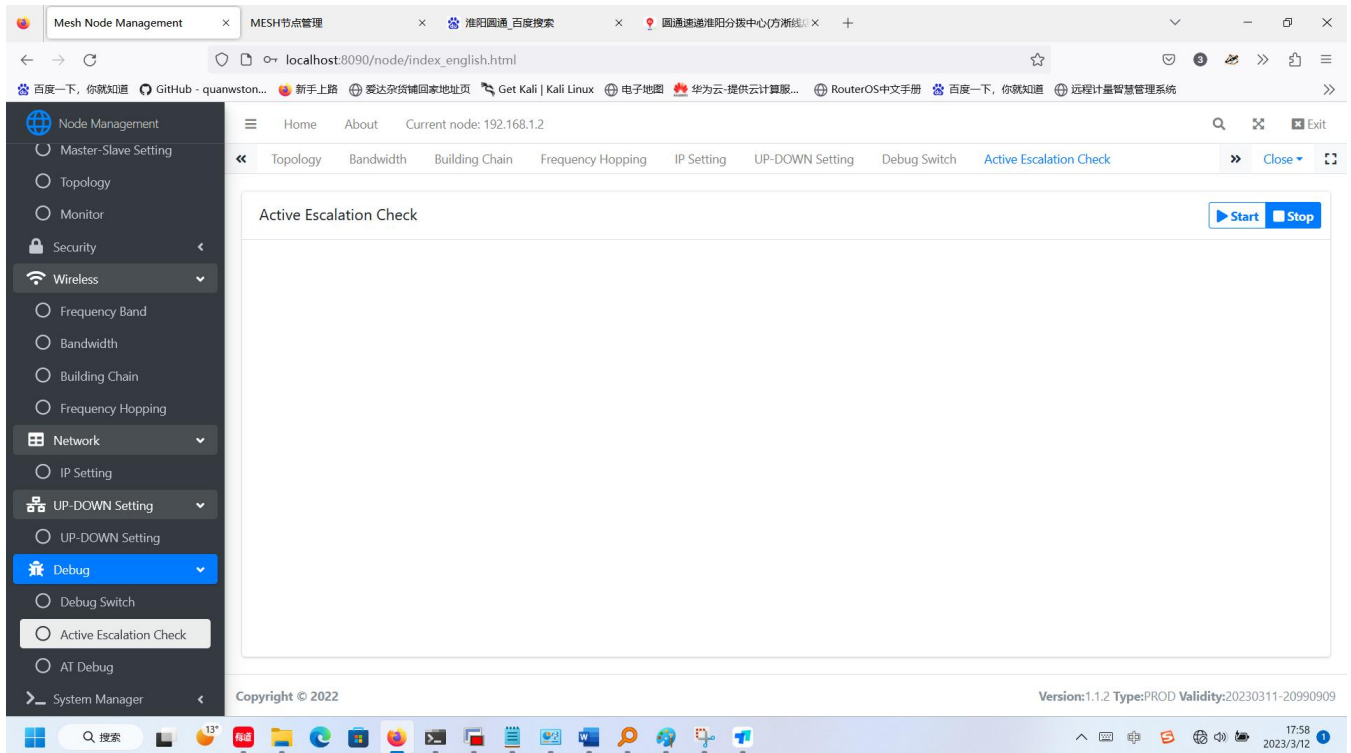 Mesh Node Management
MESH节点管理
淮阳圆通_百度搜索
圆通速递淮阳分拨中心(方淅线
localhost:8090/node/index_english.html
3
百度一下，你就知道 GitHub - quanwston... 新手上路 爱达杂货铺回家地址页 Get Kali | Kali Linux 电子地图 华为云-提供云计算服... RouterOS中文手册 百度一下，你就知道 远程计量智慧管理系统
Node Management
Home About Current node: 192.168.1.2
Exit
Master-Slave Setting
Topology Bandwidth Building Chain Frequency Hopping IP Setting UP-DOWN Setting Debug Switch Active Escalation Check
Close
Topology
Monitor
Active Escalation Check
Start Stop
Security
Wireless
Frequency Band
Bandwidth
Building Chain
Frequency Hopping
Network
IP Setting
UP-DOWN Setting
UP-DOWN Setting
Debug
Debug Switch
Active Escalation Check
AT Debug
System Manager
Copyright © 2022
Version:1.1.2 Type:PROD Validity:20230311-20990909
搜索
13°
中
17:58
2023/3/12
1